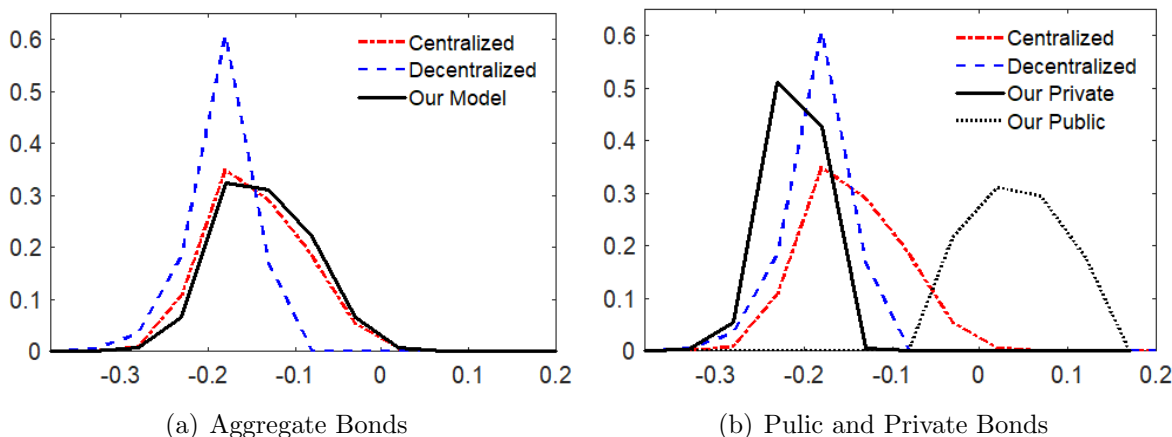 0.6
0.5
0.4
0.3
0.2
0.1
0
-0.3
-0.2
-0.1
0
0.1
0.2
Centralized
Decentralized
Our Model
(a) Aggregate Bonds
0.6
0.5
0.4
0.3
0.2
0.1
0
-0.3
-0.2
-0.1
0
0.1
0.2
Centralized
Decentralized
Our Private
Our Public
(b) Pulic and Private Bonds